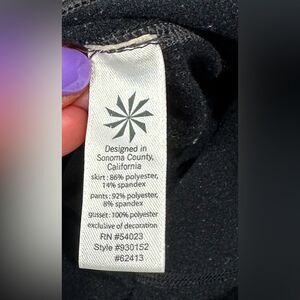 Designed in
Sonoma County,
California
skirt: 86% polyester,
14% spandex
pants: 92% polyester,
8% spandex
gusset: 100% polyester
exclusive of decoration
RN #54023
Style #930152
#62413